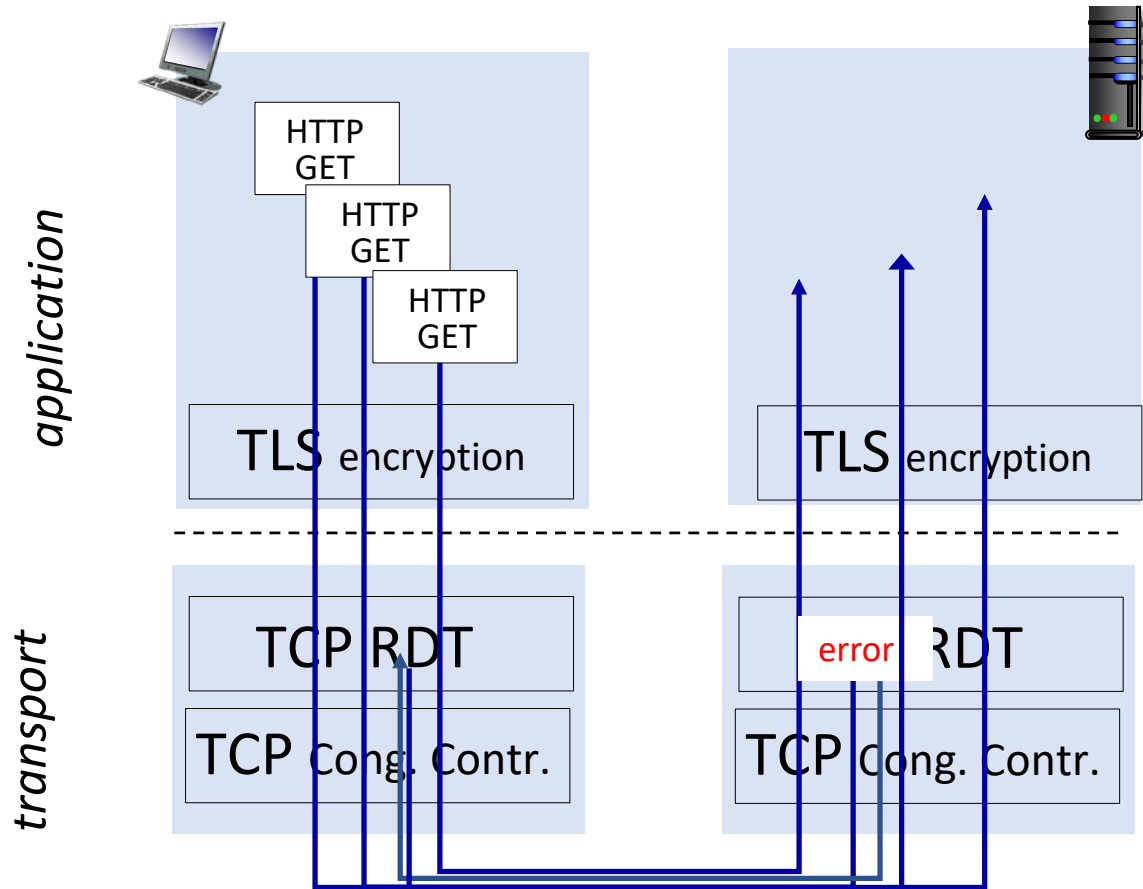 application
HTTP
GET
HTTP
GET
HTTP
GET
TLS encryption
TLS encryption
transport
TCP RDT
error RDT
TCP Cong. Contr.
TCP Cong. Contr.